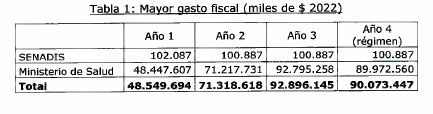 Tabla 1: Mayor gasto fiscal (miles de $ 2022)
Año 1 Año 2 Año 3 Año 4 (régimen)
SENADIS 102.087 100.887 100.887 100.887
Ministerio de Salud 48.447.607 71.217.731 92.795.258 89.972.560
Total 48.549.694 71.318.618 92.896.145 90.073.447